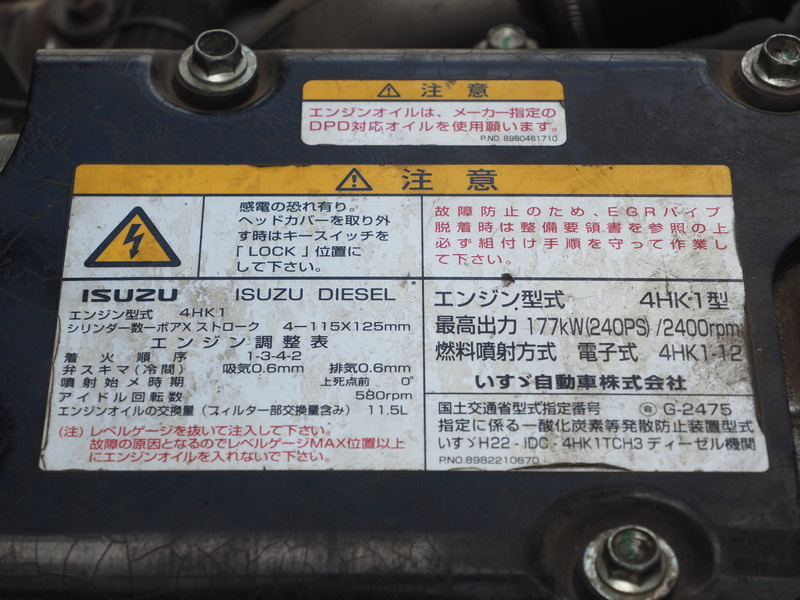 ⚠ 注意
エンジンオイルは、メーカー指定の
DPD対応オイルを使用願います。
P.NO. 8980461710
⚠ 注意
感電の恐れ有り。
ヘッドカバーを取り外
す時はキースイッチを
「LOCK」位置に
して下さい。
故障防止のため、EGRパイプ
脱着時は整備要領書を参照の上
必ず組付け手順を守って作業し
て下さい。
ISUZU ISUZU DIESEL
エンジン型式 4HK1
シリンダー数ーボアXストローク 4ー115X125mm
エンジン調整表
着火順序 1-3-4-2
弁スキマ(冷間) 吸気0.6mm 排気0.6mm
噴射始メ時期 上死点前 0°
アイドル回転数 580rpm
エンジンオイルの交換量(フィルター部交換量含み) 11.5L
(注)レベルゲージを抜いて注入して下さい。
故障の原因となるのでレベルゲージMAX位置以上
にエンジンオイルを入れないで下さい。
エンジン型式 4HK1型
最高出力 177kW(240PS)/2400rpm
燃料噴射方式 電子式 4HK1-12
いすゞ自動車株式会社
国土交通省型式指定番号 G-2475
指定に係る一酸化炭素等発散防止装置型式
いすゞH22-IDC-4HK1TCH3ディーゼル機関
P.NO.8982210670